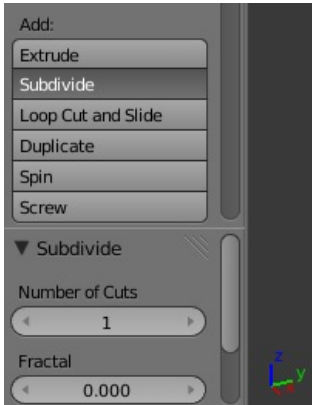 Add:
Extrude
Subdivide
Loop Cut and Slide
Duplicate
Spin
Screw
Subdivide
Number of Cuts
1
Fractal
0.000
z
y
x